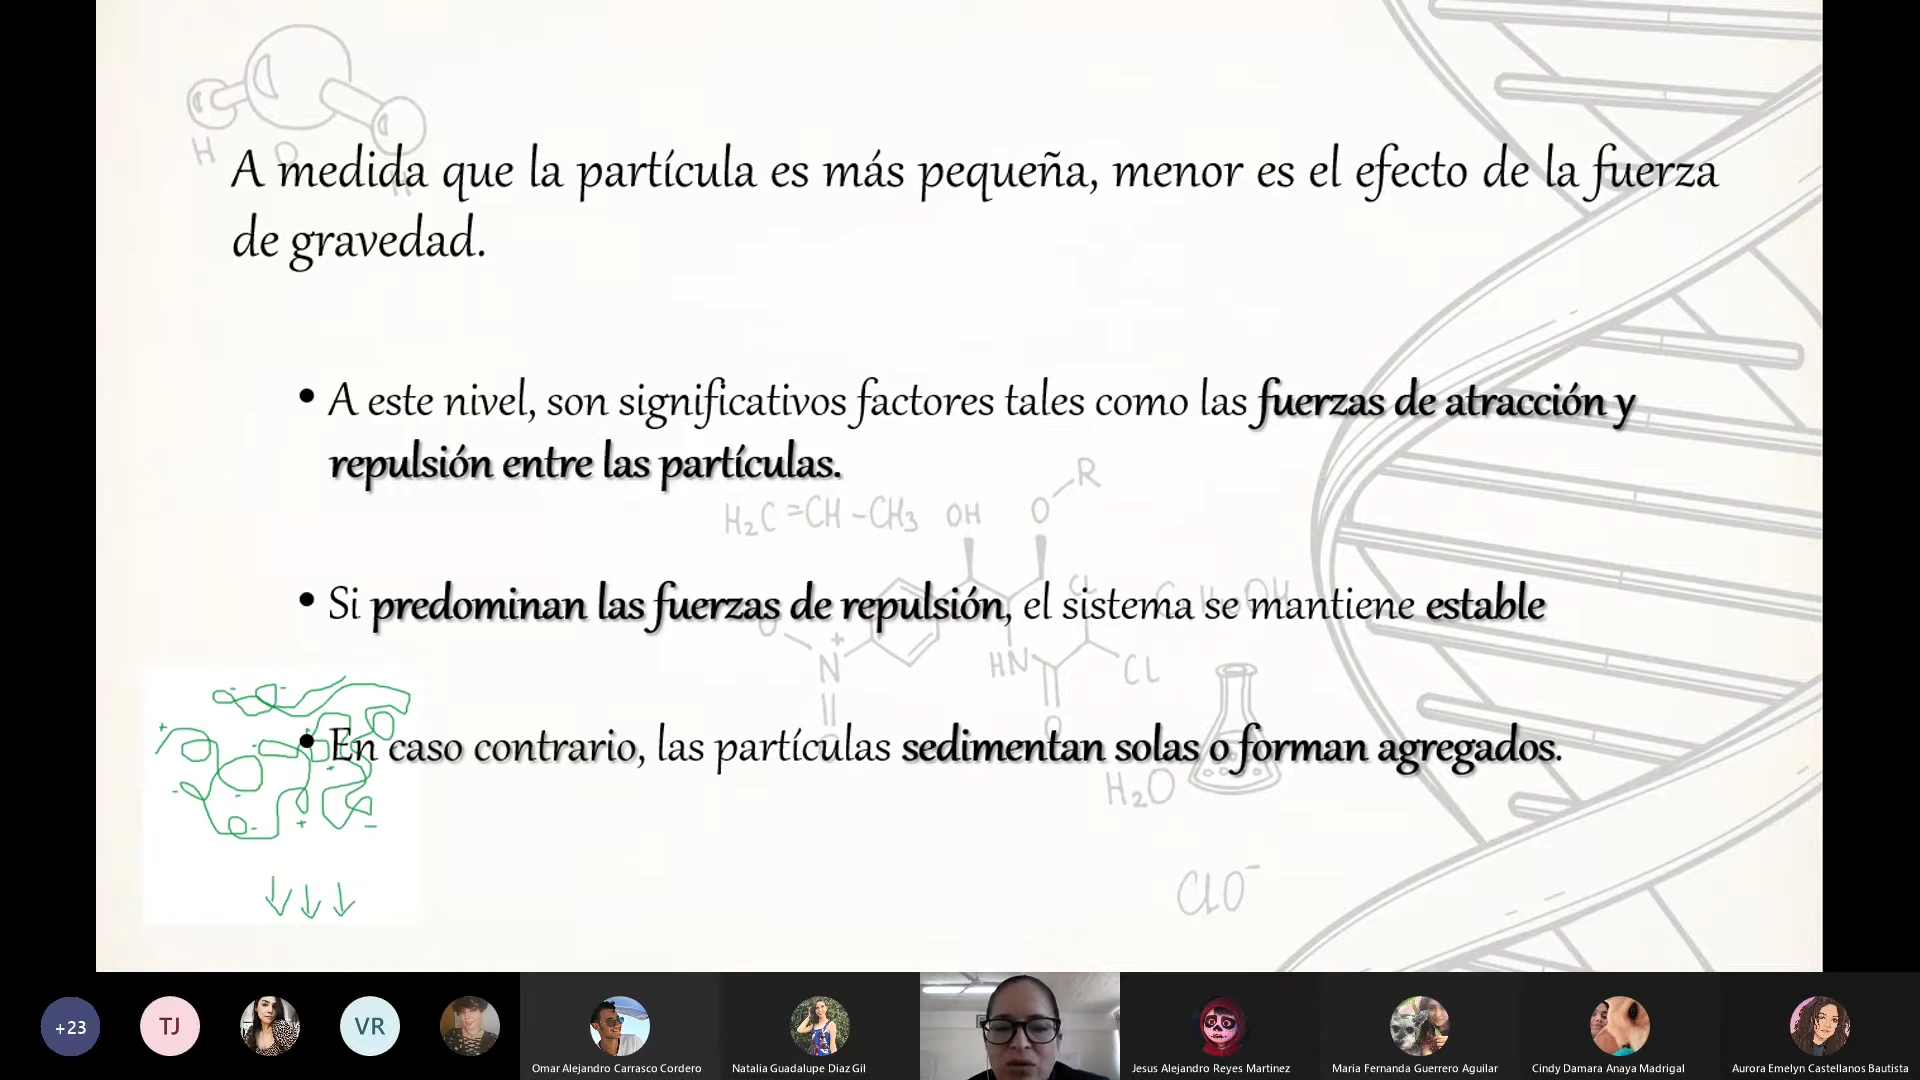 H
O
H
A medida que la partícula es más pequeña, menor es el efecto de la fuerza
de gravedad.
• A este nivel, son significativos factores tales como las fuerzas de atracción y
repulsión entre las partículas.
H₂C =CH -CH₃ OH O R
• Si predominan las fuerzas de repulsión, el sistema se mantiene estable
N
+
HN
CL
O
• En caso contrario, las partículas sedimentan solas o forman agregados.
H₂O
ClO⁻
+23
TJ
VR
Omar Alejandro Carrasco Cordero
Natalia Guadalupe Diaz Gil
Jesus Alejandro Reyes Martinez
Maria Fernanda Guerrero Aguilar
Cindy Damara Anaya Madrigal
Aurora Emelyn Castellanos Bautista